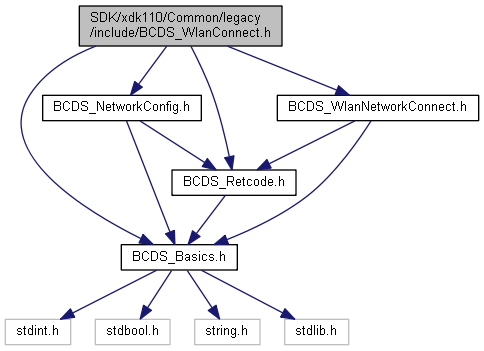 SDK/xdk110/Common/legacy
/include/BCDS_WlanConnect.h
BCDS_NetworkConfig.h
BCDS_WlanNetworkConnect.h
BCDS_Retcode.h
BCDS_Basics.h
stdint.h
stdbool.h
string.h
stdlib.h